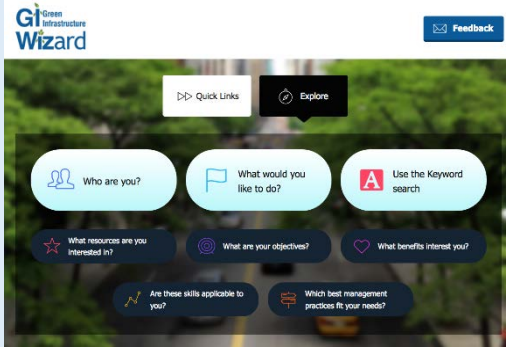 GI Green
Infrastructure
Wizard
Feedback
Quick Links
Explore
Who are you?
What would you
like to do?
A
Use the Keyword
search
What resources are you
interested in?
What are your objectives?
What benefits interest you?
Are these skills applicable to
you?
Which best management
practices fit your needs?